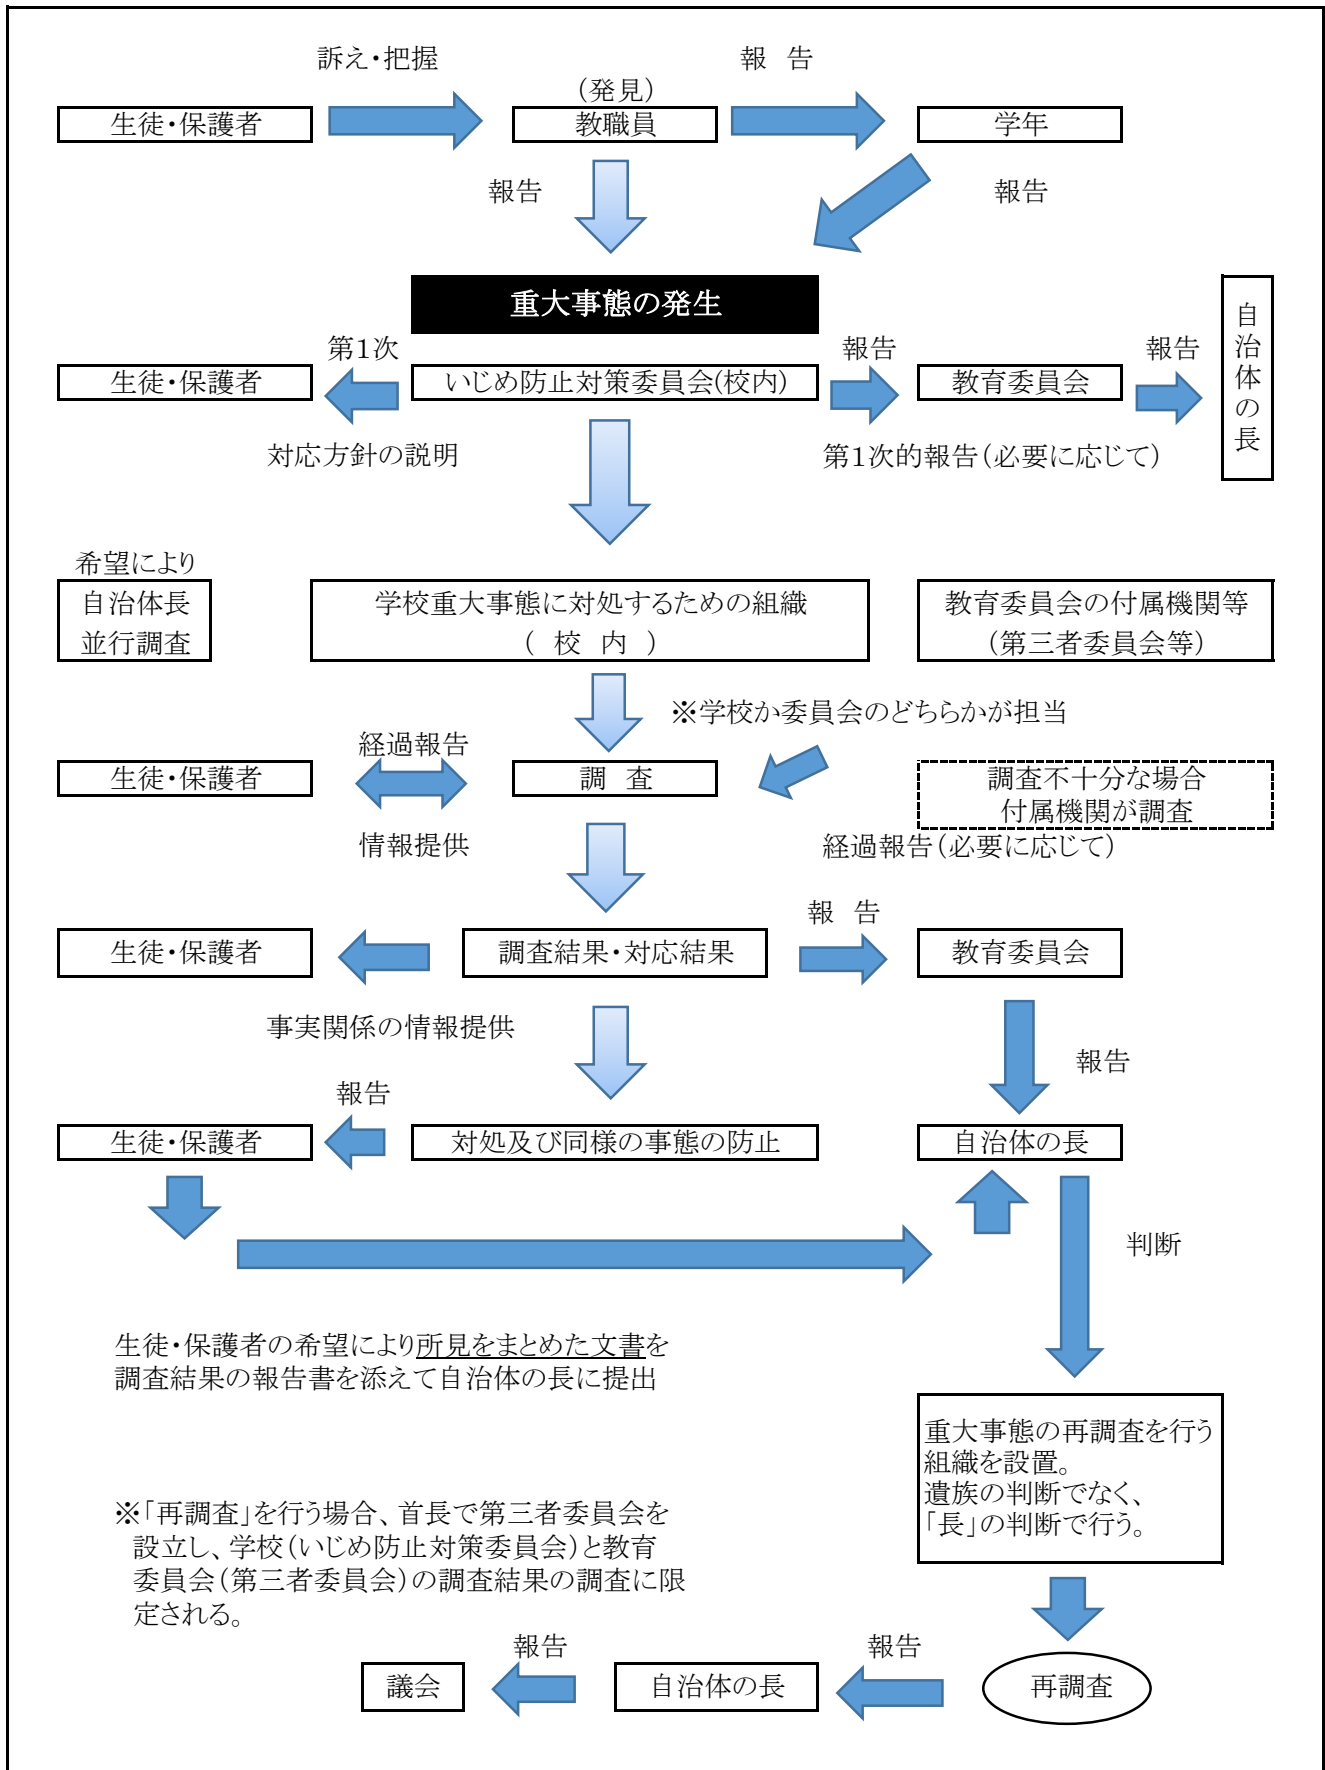 訴え・把握
報　告
(発見)
生徒・保護者
教職員
学年
報告
報告
重大事態の発生
自治体の長
第1次
報告
報告
生徒・保護者
いじめ防止対策委員会(校内)
教育委員会
対応方針の説明
第1次的報告(必要に応じて)
希望により
自治体長
並行調査
学校重大事態に対処するための組織
(　校　内　)
教育委員会の付属機関等
(第三者委員会等)
※学校か委員会のどちらかが担当
経過報告
生徒・保護者
調　査
調査不十分な場合
付属機関が調査
情報提供
経過報告(必要に応じて)
報　告
生徒・保護者
調査結果・対応結果
教育委員会
事実関係の情報提供
報告
報告
生徒・保護者
対処及び同様の事態の防止
自治体の長
判断
生徒・保護者の希望により所見をまとめた文書を
調査結果の報告書を添えて自治体の長に提出
重大事態の再調査を行う
組織を設置。
遺族の判断でなく、
「長」の判断で行う。
※「再調査」を行う場合、首長で第三者委員会を
設立し、学校(いじめ防止対策委員会)と教育
委員会(第三者委員会)の調査結果の調査に限
定される。
報告
報告
議会
自治体の長
再調査